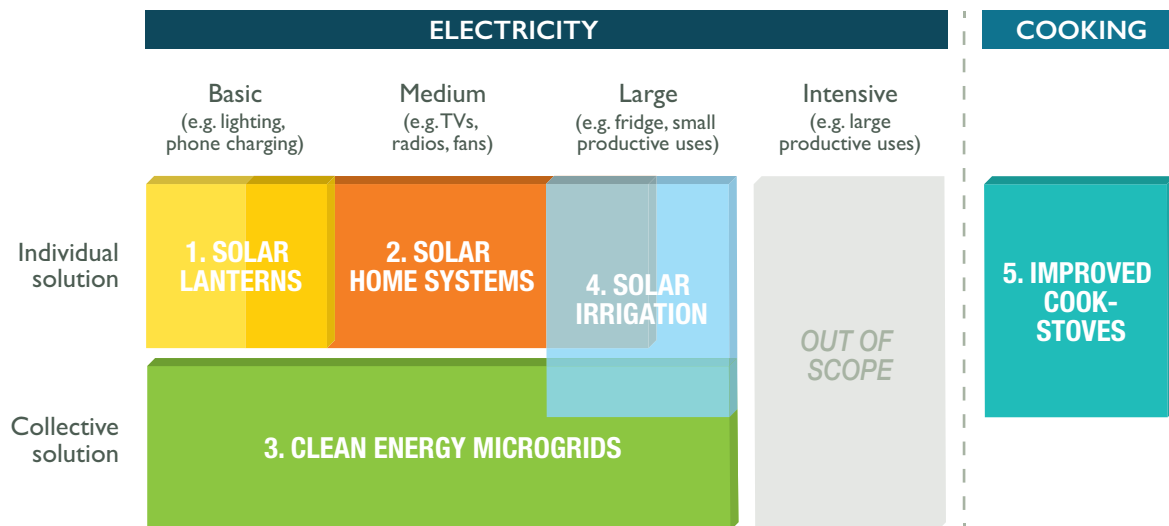 ELECTRICITY
COOKING
Basic
(e.g. lighting,
phone charging)
Medium
(e.g. TVs,
radios, fans)
Large
(e.g. fridge, small
productive uses)
Intensive
(e.g. large
productive uses)
Individual
solution
1. SOLAR
LANTERNS
2. SOLAR
HOME SYSTEMS
4. SOLAR
IRRIGATION
OUT OF
SCOPE
5. IMPROVED
COOK-
STOVES
Collective
solution
3. CLEAN ENERGY MICROGRIDS